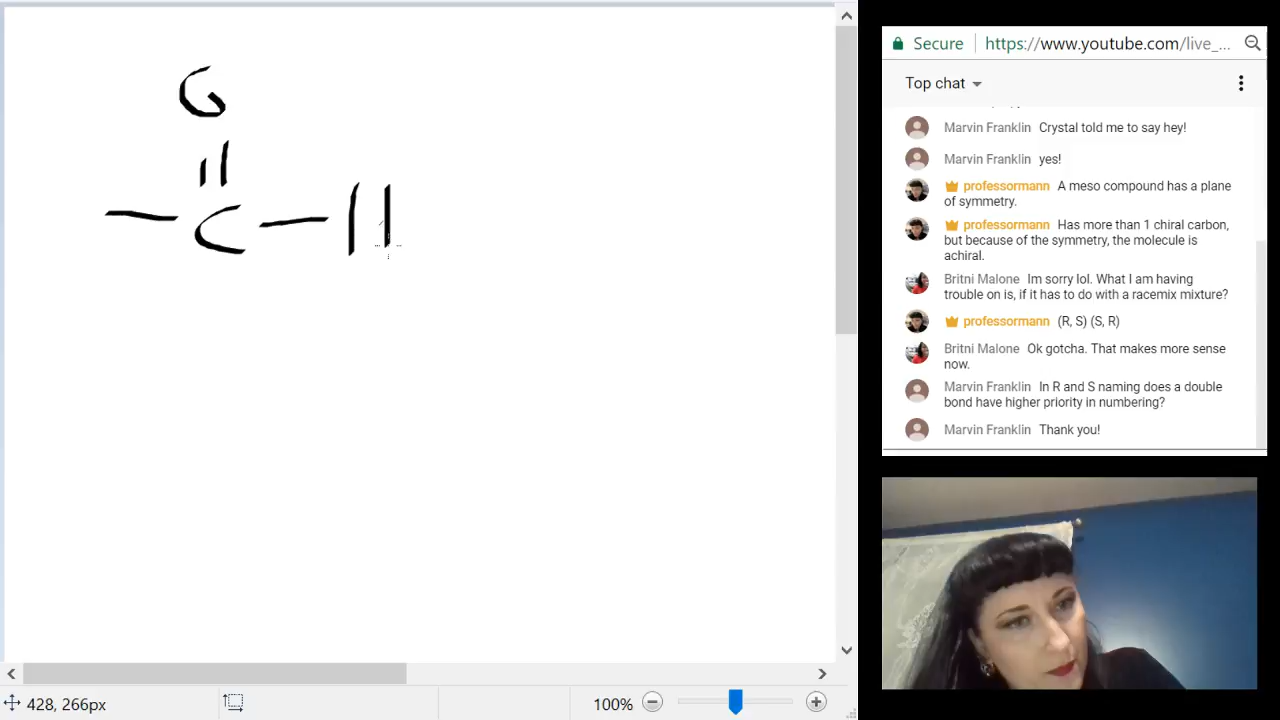 O
||
— C — H
Secure https://www.youtube.com/live_...
Top chat
Marvin Franklin Crystal told me to say hey!
Marvin Franklin yes!
professormann A meso compound has a plane
of symmetry.
professormann Has more than 1 chiral carbon,
but because of the symmetry, the molecule is
achiral.
Britni Malone Im sorry lol. What I am having
trouble on is, if it has to do with a racemix mixture?
professormann (R, S) (S, R)
Britni Malone Ok gotcha. That makes more sense
now.
Marvin Franklin In R and S naming does a double
bond have higher priority in numbering?
Marvin Franklin Thank you!
428, 266px
100%